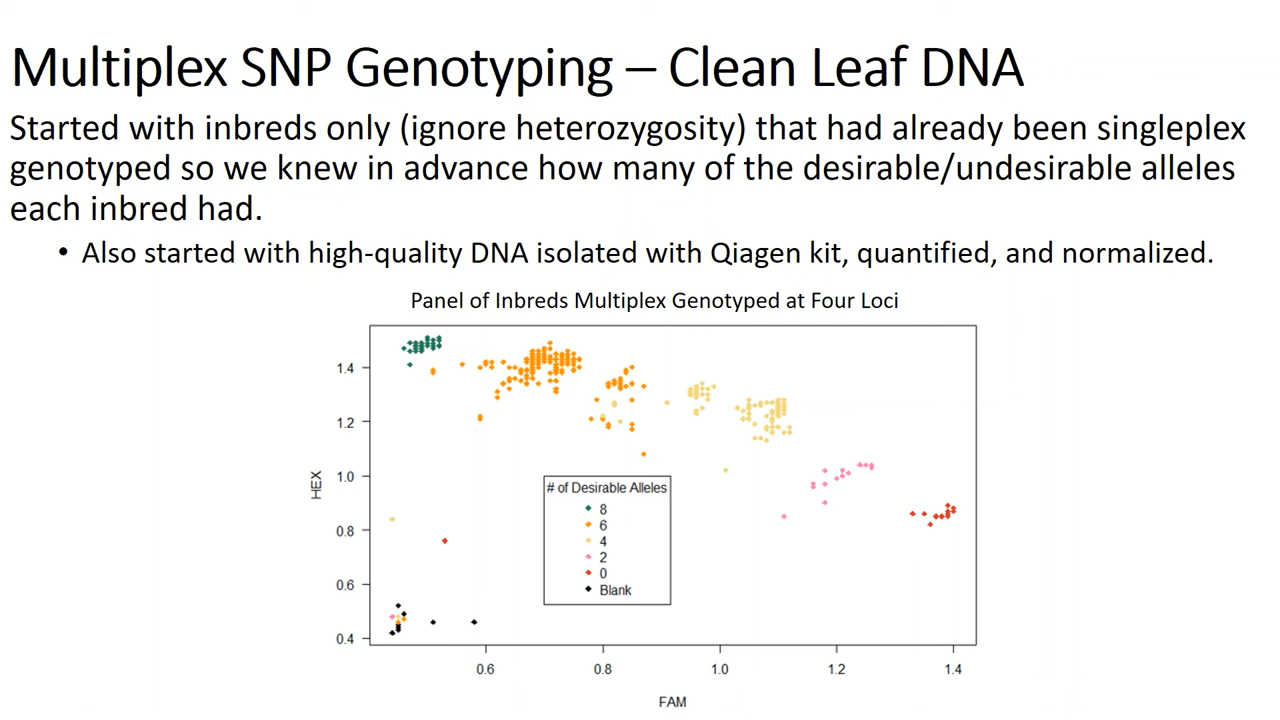 Multiplex SNP Genotyping – Clean Leaf DNA
Started with inbreds only (ignore heterozygosity) that had already been singleplex
genotyped so we knew in advance how many of the desirable/undesirable alleles
each inbred had.
• Also started with high-quality DNA isolated with Qiagen kit, quantified, and normalized.
Panel of Inbreds Multiplex Genotyped at Four Loci
1.4
1.2
1.0
0.8
0.6
0.4
HEX
# of Desirable Alleles
8
6
4
2
0
Blank
0.6 0.8 1.0 1.2 1.4
FAM